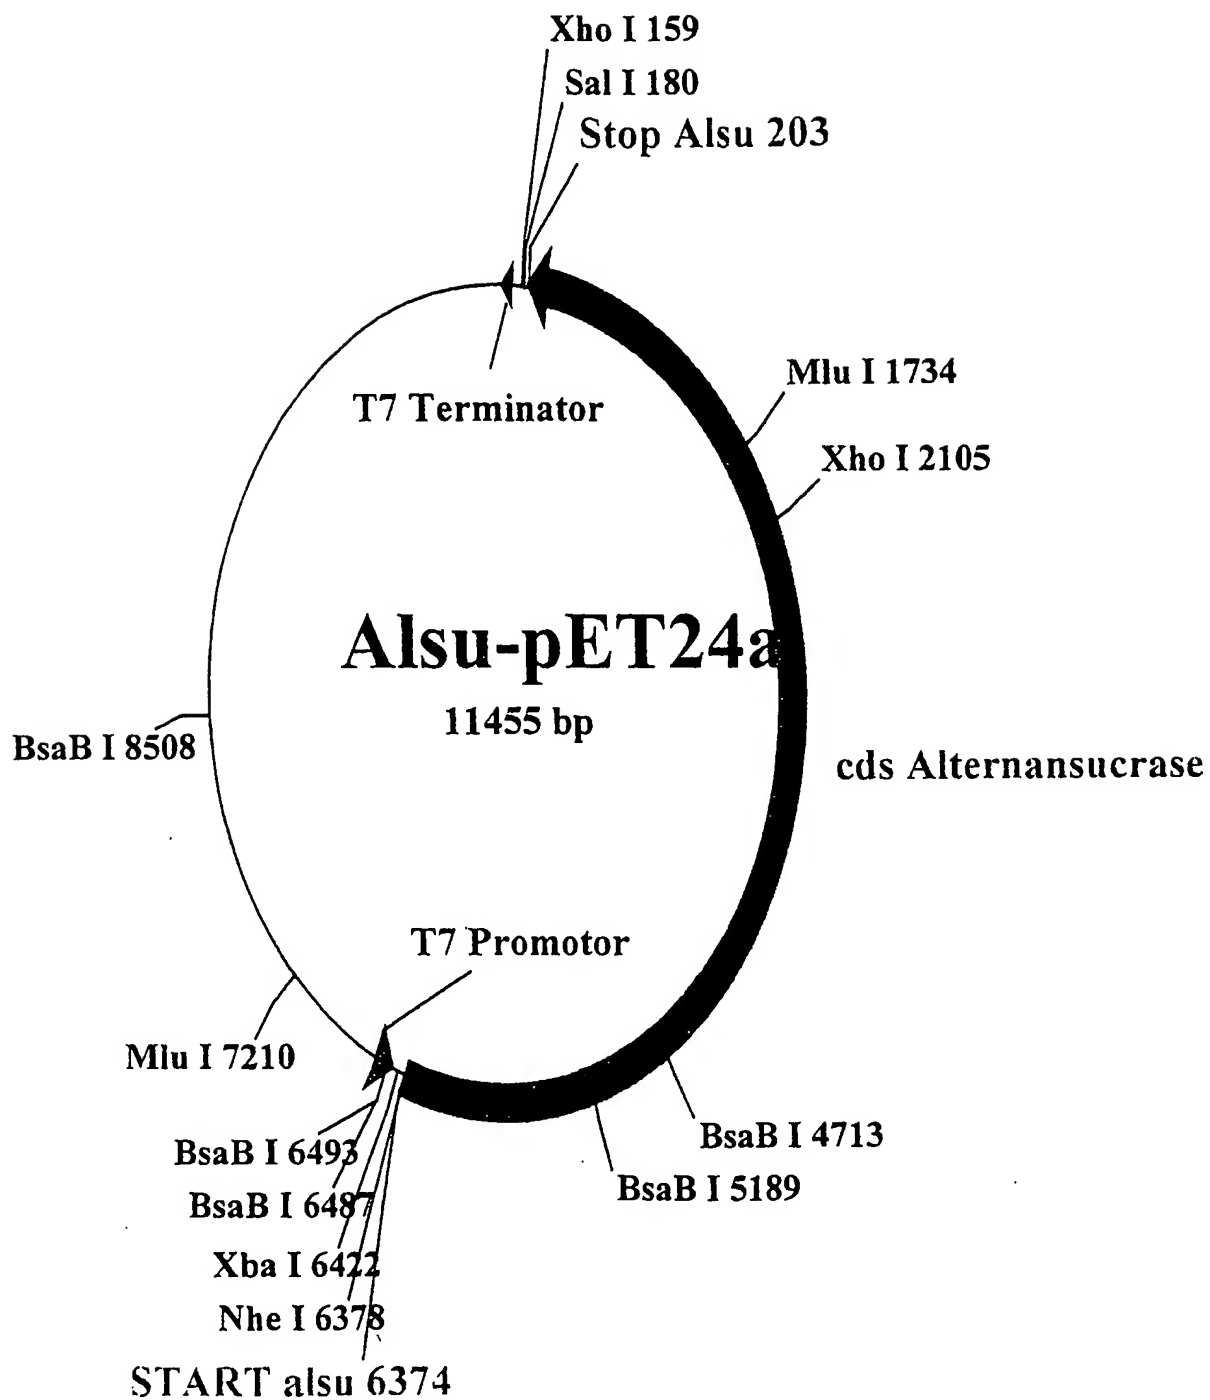 Xho I 159
Sal I 180
Stop Alsu 203
Mlu I 1734
T7 Terminator
Xho I 2105
Alsu-pET24a
11455 bp
BsaB I 8508
cds Alternansucrase
T7 Promotor
Mlu I 7210
BsaB I 4713
BsaB I 6493
BsaB I 5189
BsaB I 6487
Xba I 6422
Nhe I 6378
START alsu 6374